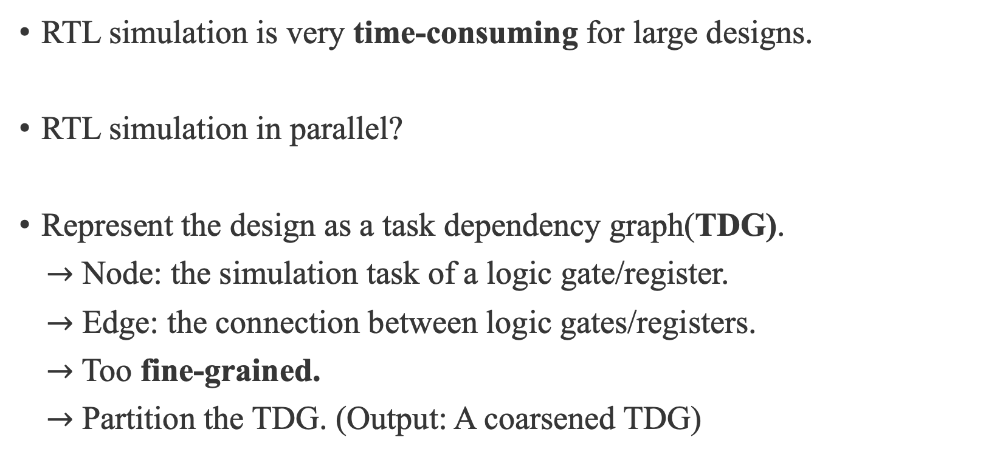 • RTL simulation is very time-consuming for large designs.
• RTL simulation in parallel?
• Represent the design as a task dependency graph(TDG).
→ Node: the simulation task of a logic gate/register.
→ Edge: the connection between logic gates/registers.
→ Too fine-grained.
→ Partition the TDG. (Output: A coarsened TDG)